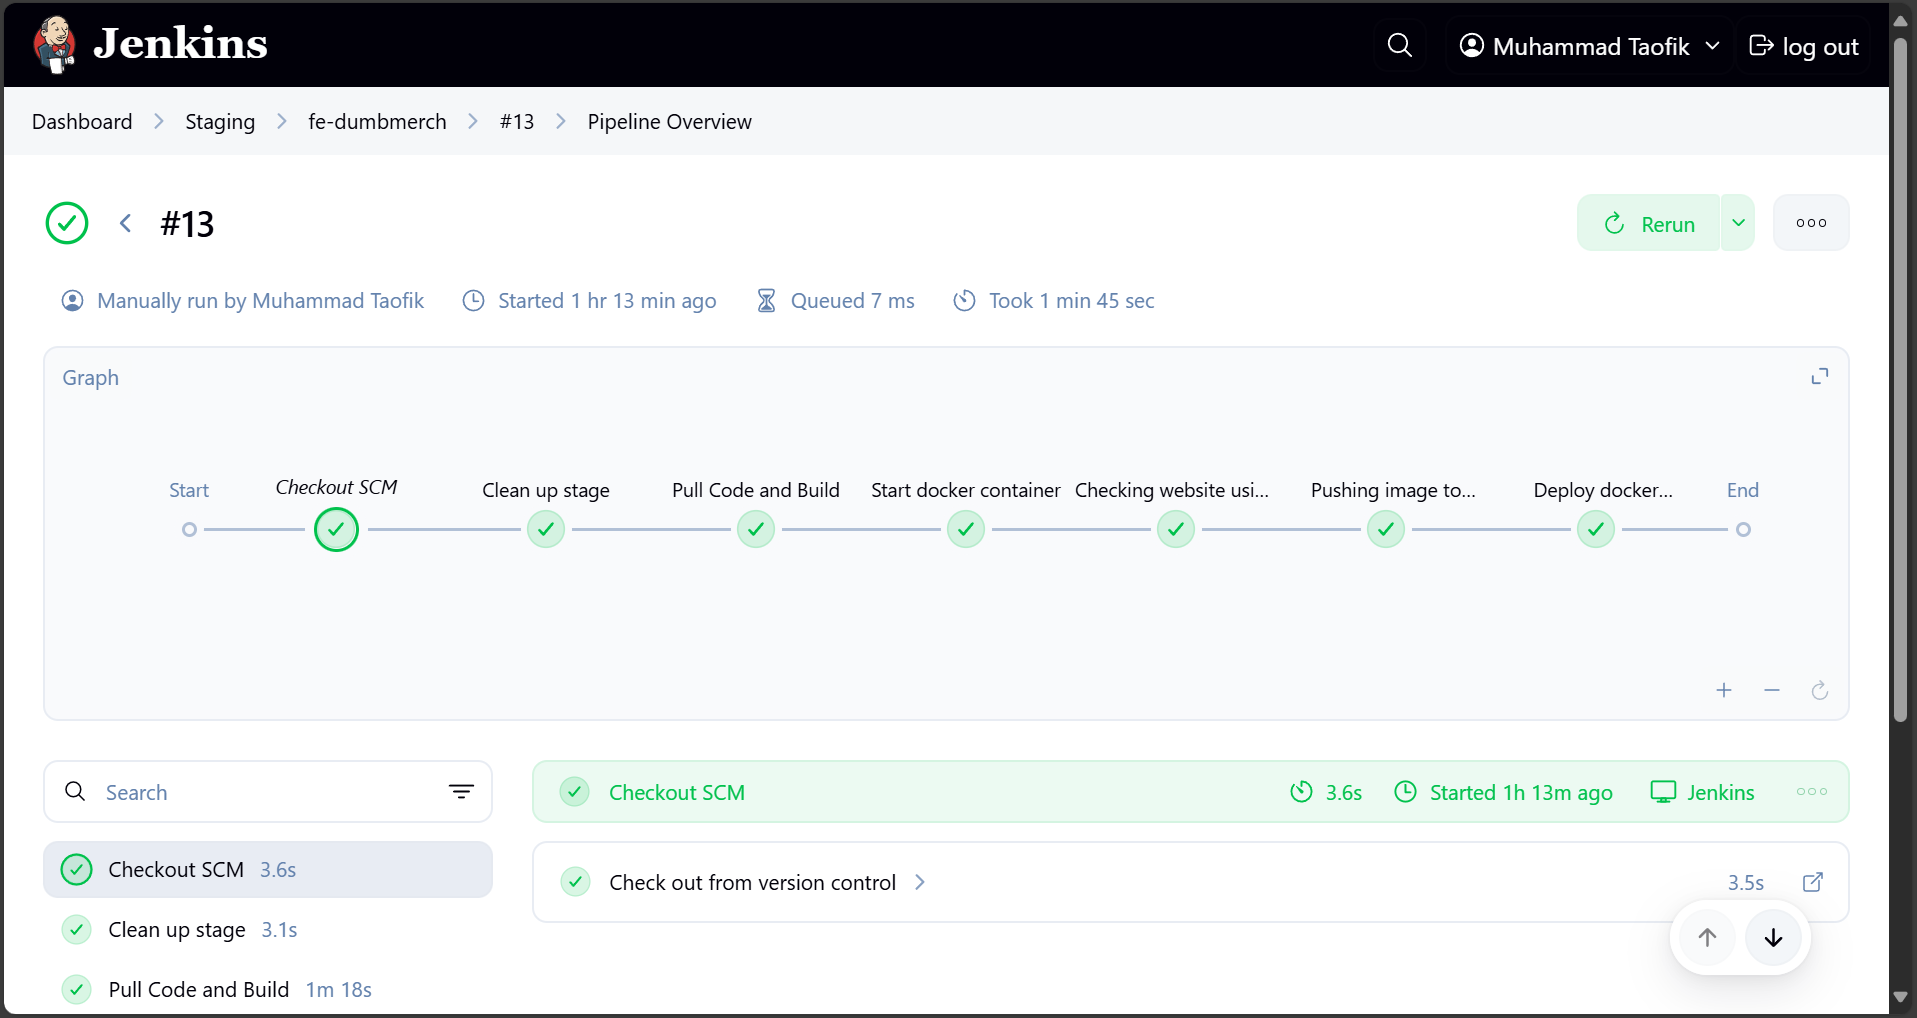 Jenkins
Muhammad Taofik
log out
Dashboard > Staging > fe-dumbmerch > #13 > Pipeline Overview
#13
Rerun
Manually run by Muhammad Taofik
Started 1 hr 13 min ago
Queued 7 ms
Took 1 min 45 sec
Graph
Start
Checkout SCM
Clean up stage
Pull Code and Build
Start docker container
Checking website usi...
Pushing image to...
Deploy docker...
End
Search
Checkout SCM 3.6s
Clean up stage 3.1s
Pull Code and Build 1m 18s
Checkout SCM
3.6s
Started 1h 13m ago
Jenkins
Check out from version control
3.5s